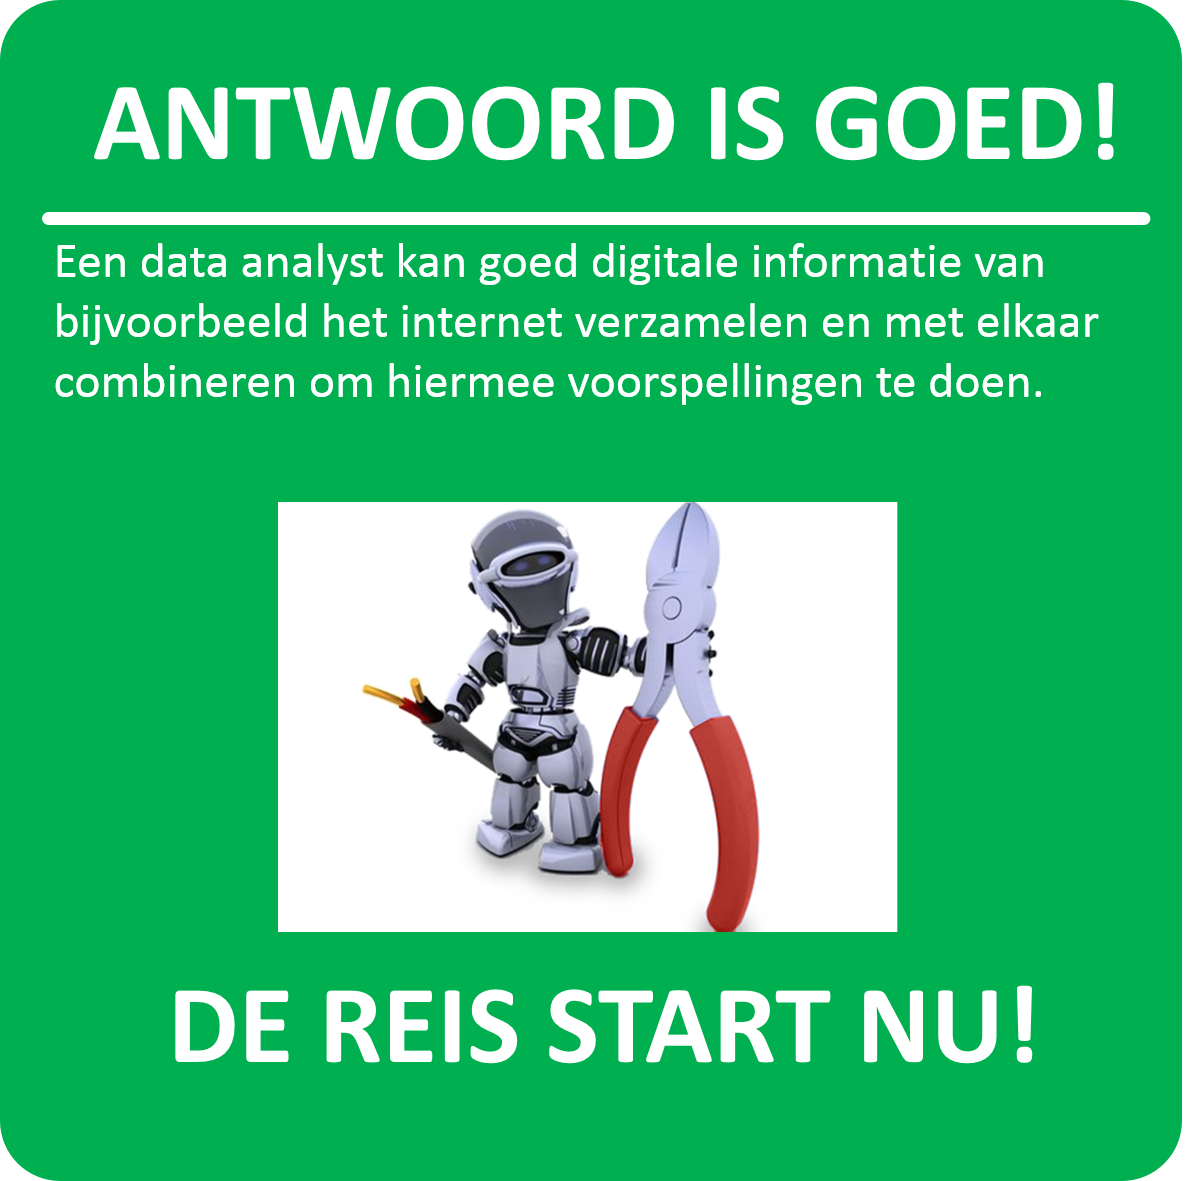 ANTWOORD IS GOED!
Een data analyst kan goed digitale informatie van
bijvoorbeeld het internet verzamelen en met elkaar
combineren om hiermee voorspellingen te doen.
DE REIS START NU!